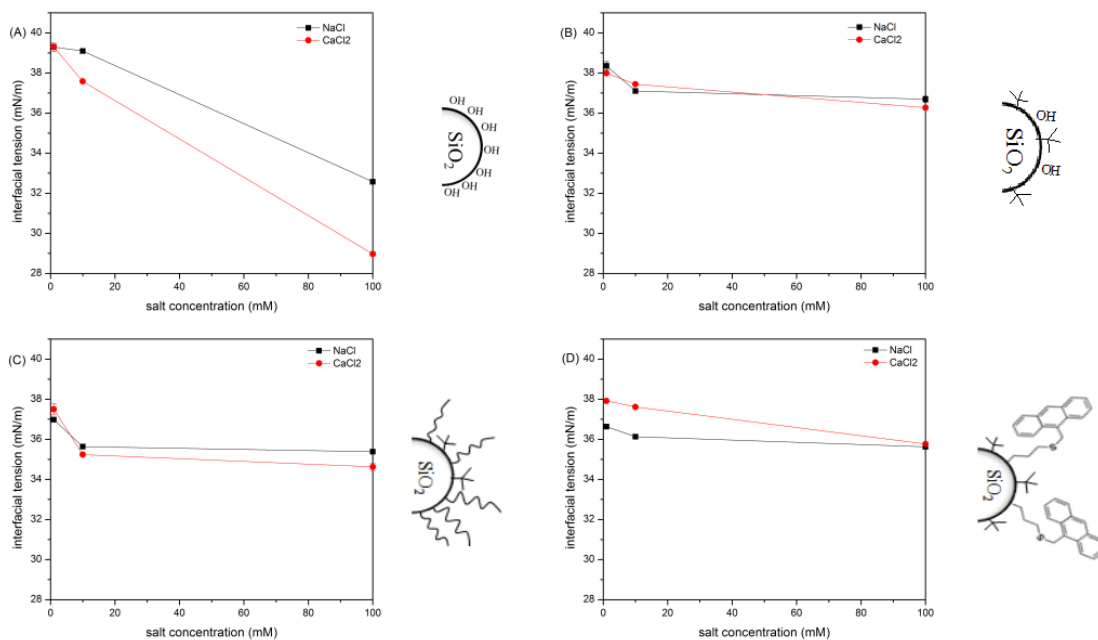 (A)
NaCl
CaCl2
interfacial tension (mN/m)
40
38
36
34
32
30
28
0 20 40 60 80 100
salt concentration (mM)
OH
OH
OH
OH
OH
OH
OH
SiO2
(B)
NaCl
CaCl2
interfacial tension (mN/m)
40
38
36
34
32
30
28
0 20 40 60 80 100
salt concentration (mM)
OH
OH
SiO2
(C)
NaCl
CaCl2
interfacial tension (mN/m)
40
38
36
34
32
30
28
0 20 40 60 80 100
salt concentration (mM)
SiO2
(D)
NaCl
CaCl2
interfacial tension (mN/m)
40
38
36
34
32
30
28
0 20 40 60 80 100
salt concentration (mM)
S
SiO2
S